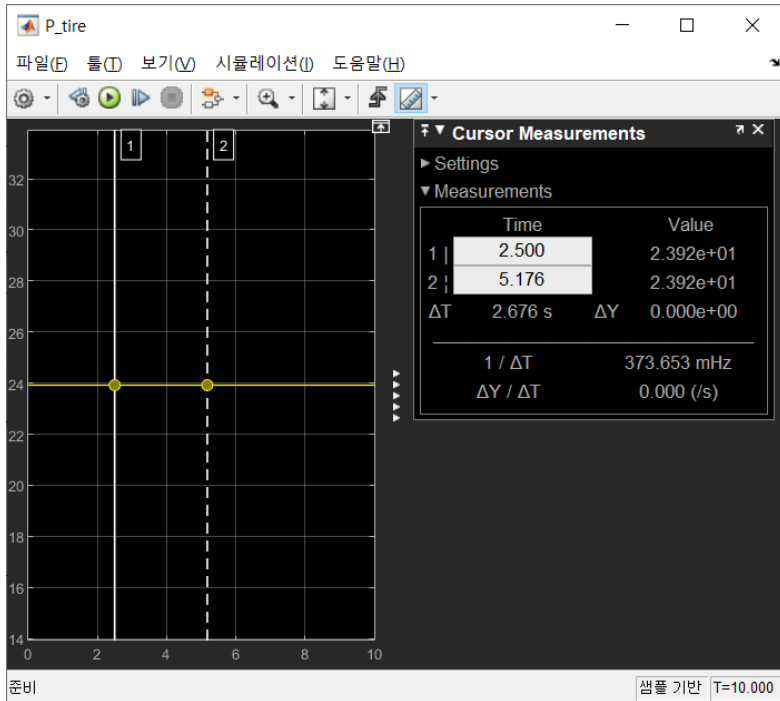 P_tire
파일(F) 툴(T) 보기(V) 시뮬레이션(I) 도움말(H)
1 2
32
30
28
26
24
22
20
18
16
14
0 2 4 6 8 10
Cursor Measurements
Settings
Measurements
Time Value
1 | 2.500 2.392e+01
2 ¦ 5.176 2.392e+01
ΔT 2.676 s ΔY 0.000e+00
1 / ΔT 373.653 mHz
ΔY / ΔT 0.000 (/s)
준비 샘플 기반 T=10.000